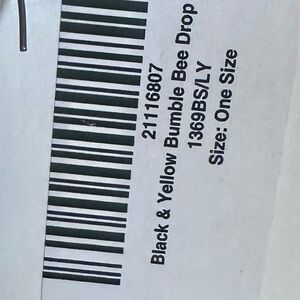 21116807
Black & Yellow Bumble Bee Drop
1369BS/LY
Size: One Size